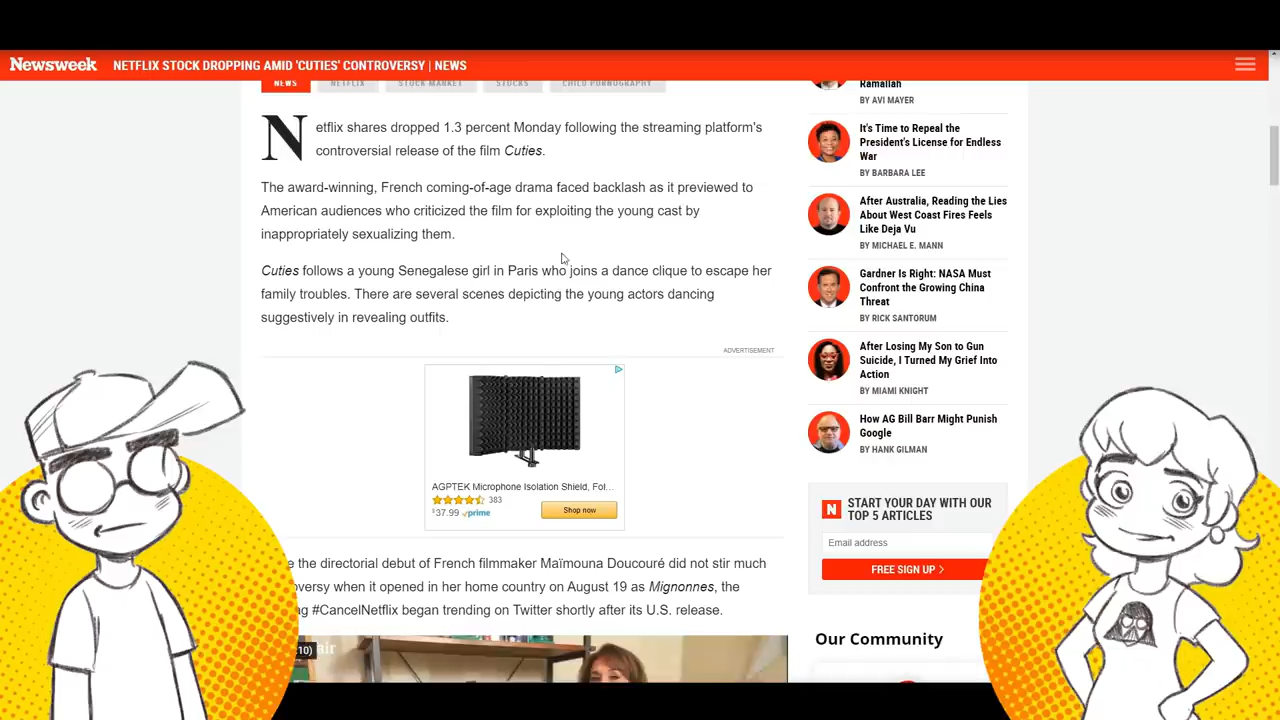 Newsweek NETFLIX STOCK DROPPING AMID 'CUTIES' CONTROVERSY | NEWS
NEWS NETFLIX STOCK MARKET STOCKS CHILD PORNOGRAPHY
Netflix shares dropped 1.3 percent Monday following the streaming platform's
controversial release of the film Cuties.
The award-winning, French coming-of-age drama faced backlash as it previewed to
American audiences who criticized the film for exploiting the young cast by
inappropriately sexualizing them.
Cuties follows a young Senegalese girl in Paris who joins a dance clique to escape her
family troubles. There are several scenes depicting the young actors dancing
suggestively in revealing outfits.
ADVERTISEMENT
AGPTEK Microphone Isolation Shield, Fol...
383
$37.99 prime
Shop now
the directorial debut of French filmmaker Maïmouna Doucouré did not stir much
when it opened in her home country on August 19 as Mignonnes, the
#CancelNetflix began trending on Twitter shortly after its U.S. release.
Ramallah
BY AVI MAYER
It's Time to Repeal the
President's License for Endless
War
BY BARBARA LEE
After Australia, Reading the Lies
About West Coast Fires Feels
Like Deja Vu
BY MICHAEL E. MANN
Gardner Is Right: NASA Must
Confront the Growing China
Threat
BY RICK SANTORUM
After Losing My Son to Gun
Suicide, I Turned My Grief Into
Action
BY MIAMI KNIGHT
How AG Bill Barr Might Punish
Google
BY HANK GILMAN
N START YOUR DAY WITH OUR
TOP 5 ARTICLES
Email address
FREE SIGN UP >
Our Community